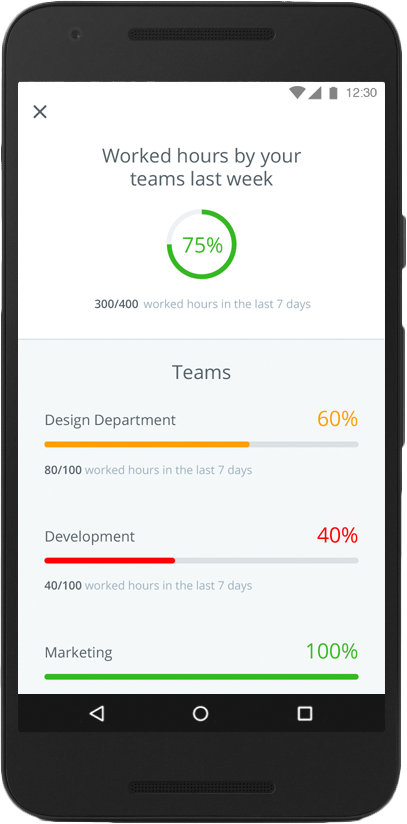 12:30
Worked hours by your
teams last week
75%
300/400 worked hours in the last 7 days
Teams
Design Department 60%
80/100 worked hours in the last 7 days
Development 40%
40/100 worked hours in the last 7 days
Marketing 100%